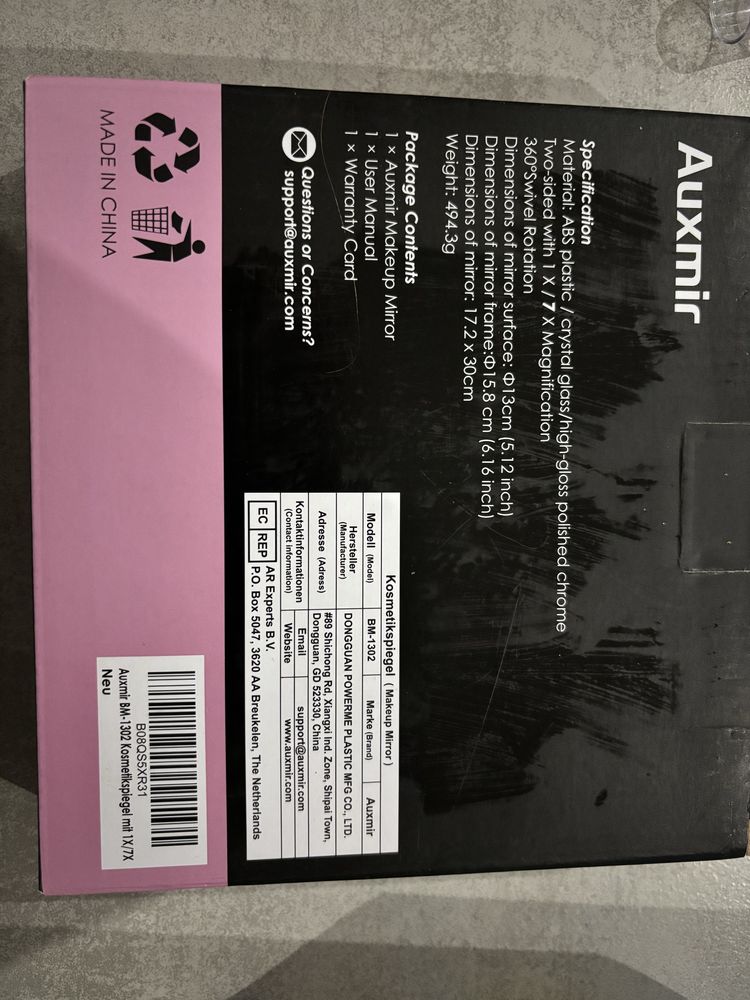 Auxmir
Specification
Material: ABS plastic / crystal glass/high-gloss polished chrome
Two-sided with 1 X / 7 X Magnification
360°Swivel Rotation
Dimensions of mirror surface: Φ13cm (5.12 inch)
Dimensions of mirror frame:Φ15.8 cm (6.16 inch)
Dimensions of mirror: 17.2 x 30cm
Weight: 494.3g
Package Contents
1 × Auxmir Makeup Mirror
1 × User Manual
1 × Warranty Card
Questions or Concerns?
support@auxmir.com
MADE IN CHINA
Kosmetikspiegel ( Makeup Mirror )
Modell (Model) BM-1302 Marke (Brand) Auxmir
Hersteller
(Manufacturer)
DONGGUAN POWERME PLASTIC MFG CO., LTD.
Adresse (Adress)
#89 Shichong Rd, Xiangxi Ind. Zone, Shipai Town,
Dongguan, GD 523330, China
Kontaktinformationen
(Contact information)
Email support@auxmir.com
Website www.auxmir.com
EC REP
AR Experts B.V.
P.O. Box 5047, 3620 AA Breukelen, The Netherlands
B08QS5XR31
Auxmir BM-1302 Kosmetikspiegel mit 1X/7X
Neu